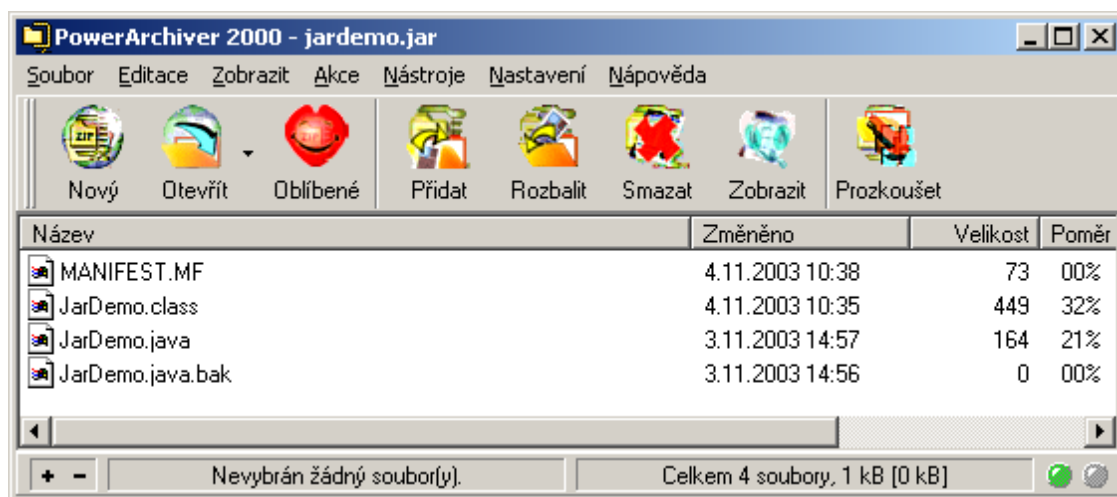 PowerArchiver 2000 - jardemo.jar
Soubor Editace Zobrazit Akce Nástroje Nastavení Nápověda
Nový Otevřít Oblíbené Přidat Rozbalit Smazat Zobrazit Prozkoušet
Název Změněno Velikost Poměr
MANIFEST.MF 4.11.2003 10:38 73 00%
JarDemo.class 4.11.2003 10:35 449 32%
JarDemo.java 3.11.2003 14:57 164 21%
JarDemo.java.bak 3.11.2003 14:56 0 00%
+ - Nevybrán žádný soubor(y). Celkem 4 soubory, 1 kB [0 kB]